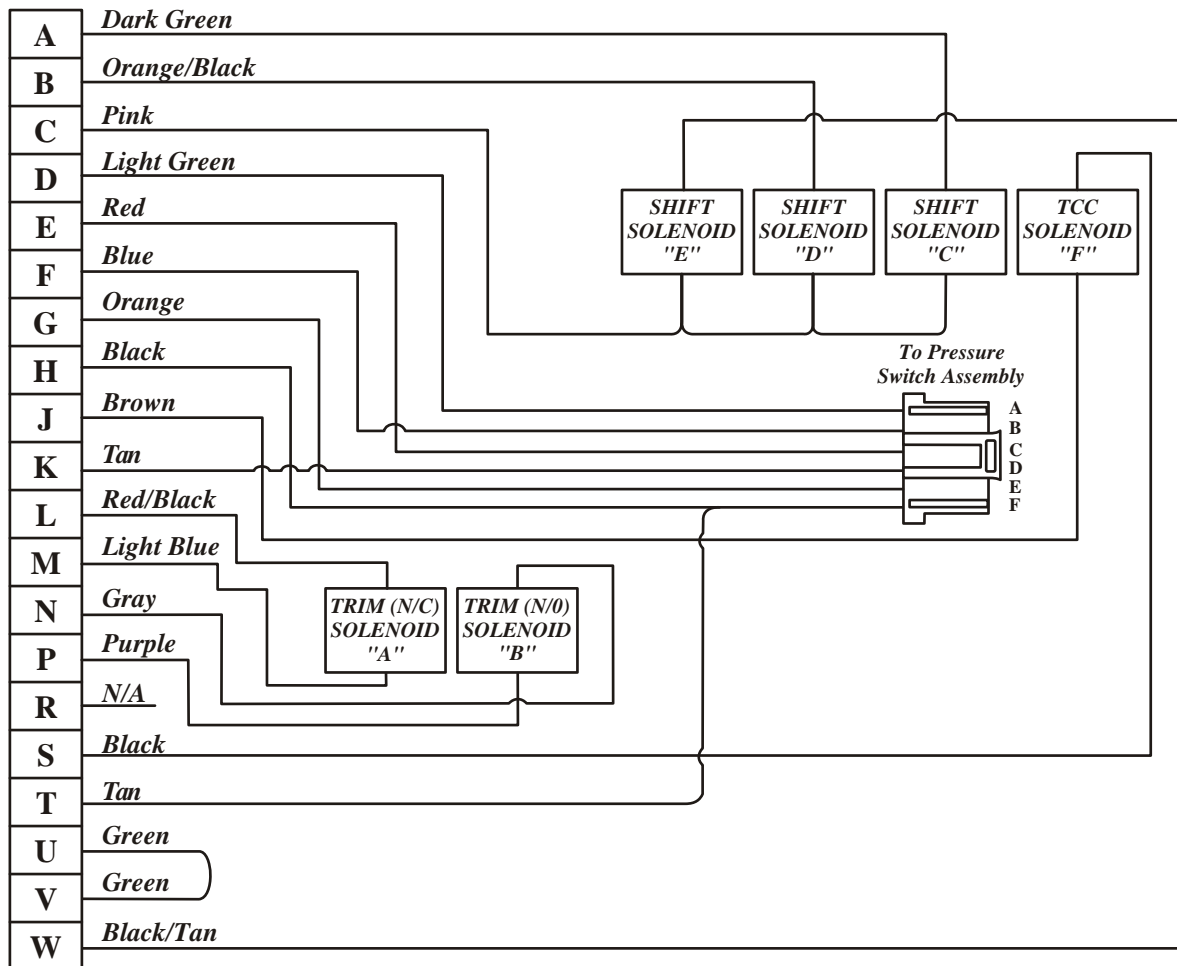 A Dark Green
B Orange/Black
C Pink
D Light Green
E Red
F Blue
G Orange
H Black
J Brown
K Tan
L Red/Black
M Light Blue
N Gray
P Purple
R N/A
S Black
T Tan
U Green
V Green
W Black/Tan
SHIFT
SOLENOID
"E"
SHIFT
SOLENOID
"D"
SHIFT
SOLENOID
"C"
TCC
SOLENOID
"F"
To Pressure
Switch Assembly
A
B
C
D
E
F
TRIM (N/C)
SOLENOID
"A"
TRIM (N/0)
SOLENOID
"B"